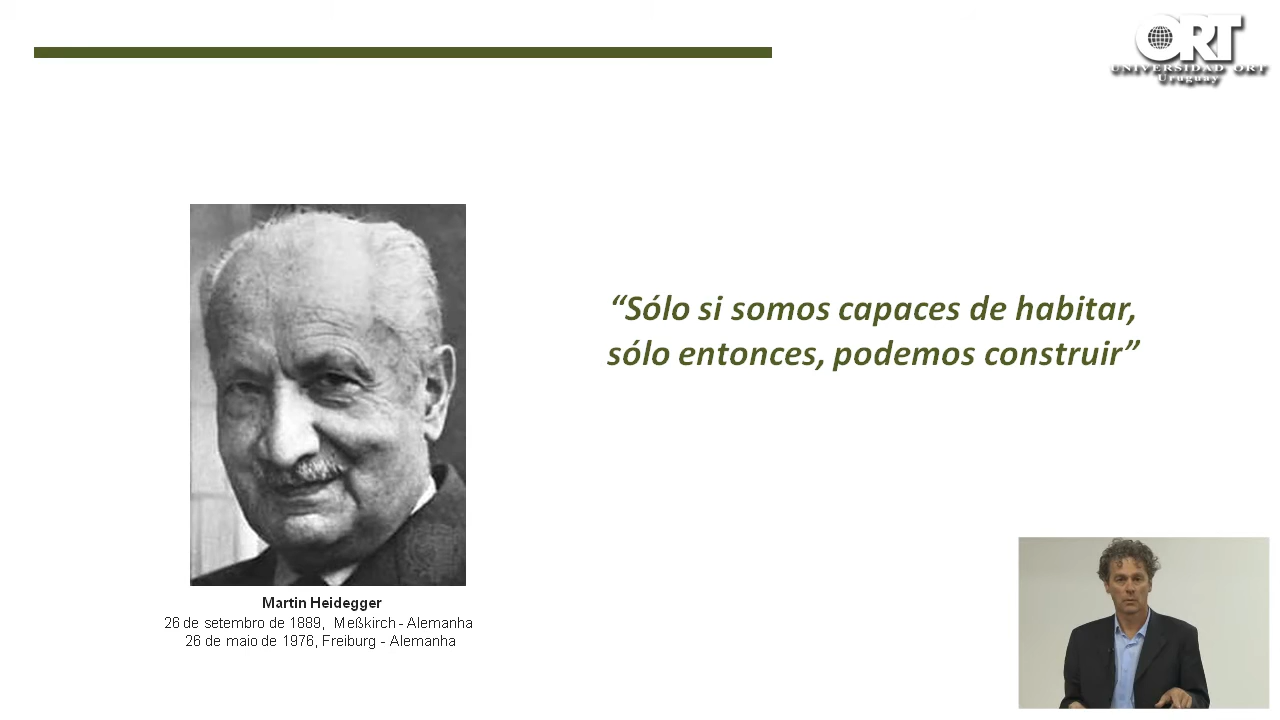 ORT
UNIVERSIDAD ORT
Uruguay
“Sólo si somos capaces de habitar,
sólo entonces, podemos construir”
Martin Heidegger
26 de setembro de 1889, Meßkirch - Alemanha
26 de maio de 1976, Freiburg - Alemanha